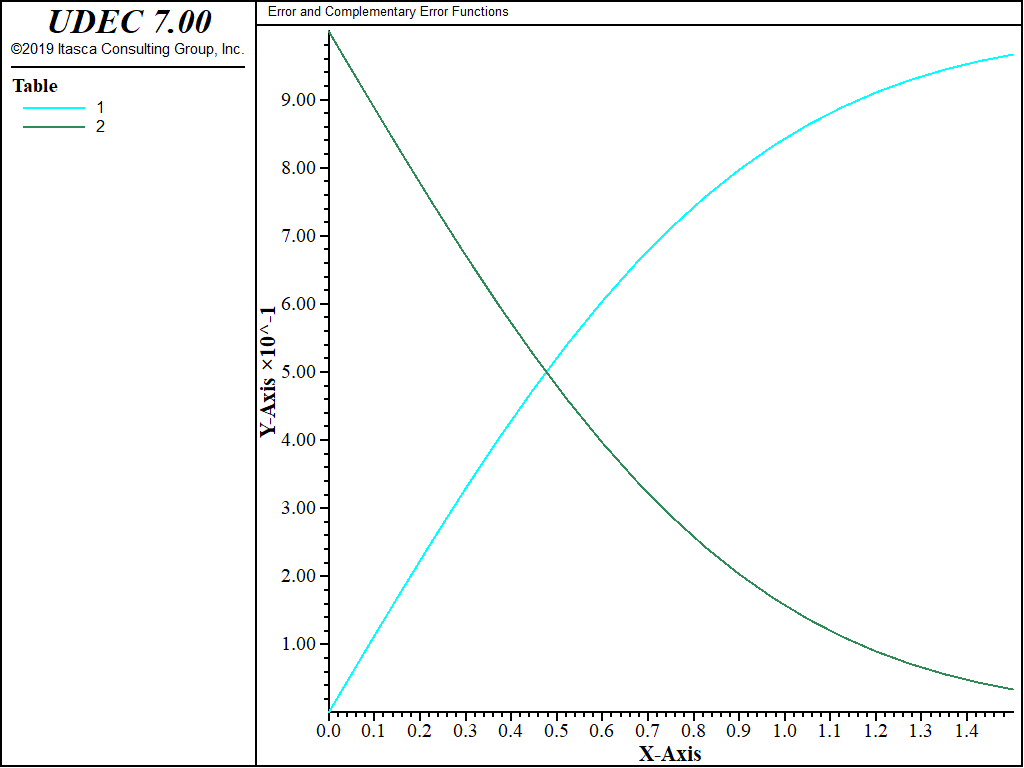 UDEC 7.00
©2019 Itasca Consulting Group, Inc.
Table
1
2
Error and Complementary Error Functions
9.00
8.00
7.00
6.00
5.00
4.00
3.00
2.00
1.00
Y-Axis ×10^-1
0.0 0.1 0.2 0.3 0.4 0.5 0.6 0.7 0.8 0.9 1.0 1.1 1.2 1.3 1.4
X-Axis